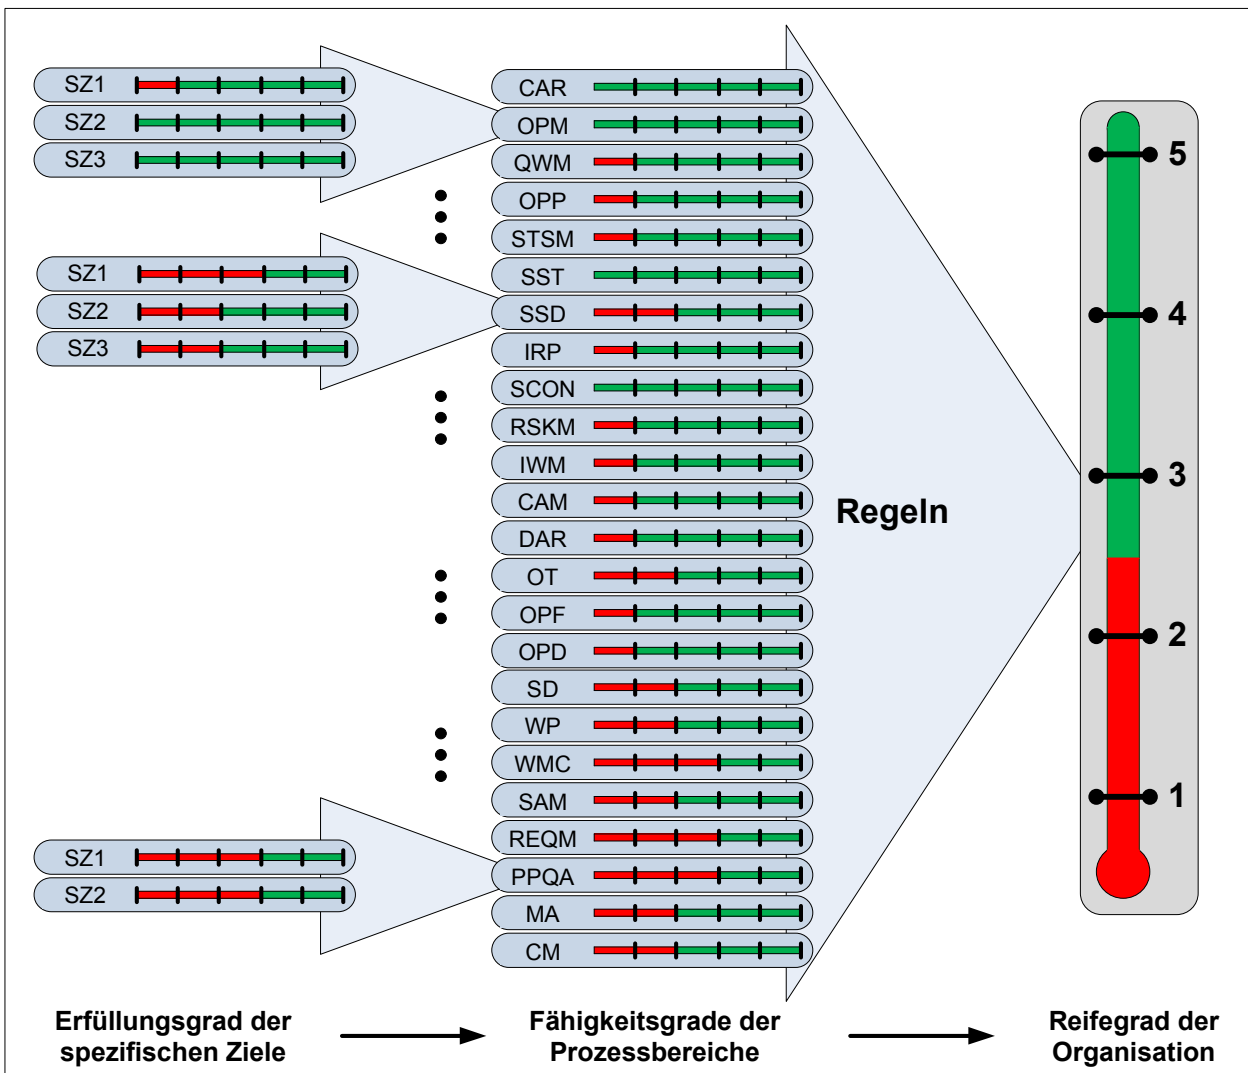 SZ1
SZ2
SZ3
SZ1
SZ2
SZ3
SZ1
SZ2
CAR
OPM
QWM
OPP
STSM
SST
SSD
IRP
SCON
RSKM
IWM
CAM
DAR
OT
OPF
OPD
SD
WP
WMC
SAM
REQM
PPQA
MA
CM
Regeln
5
4
3
2
1
Erfüllungsgrad der
spezifischen Ziele
Fähigkeitsgrade der
Prozessbereiche
Reifegrad der
Organisation